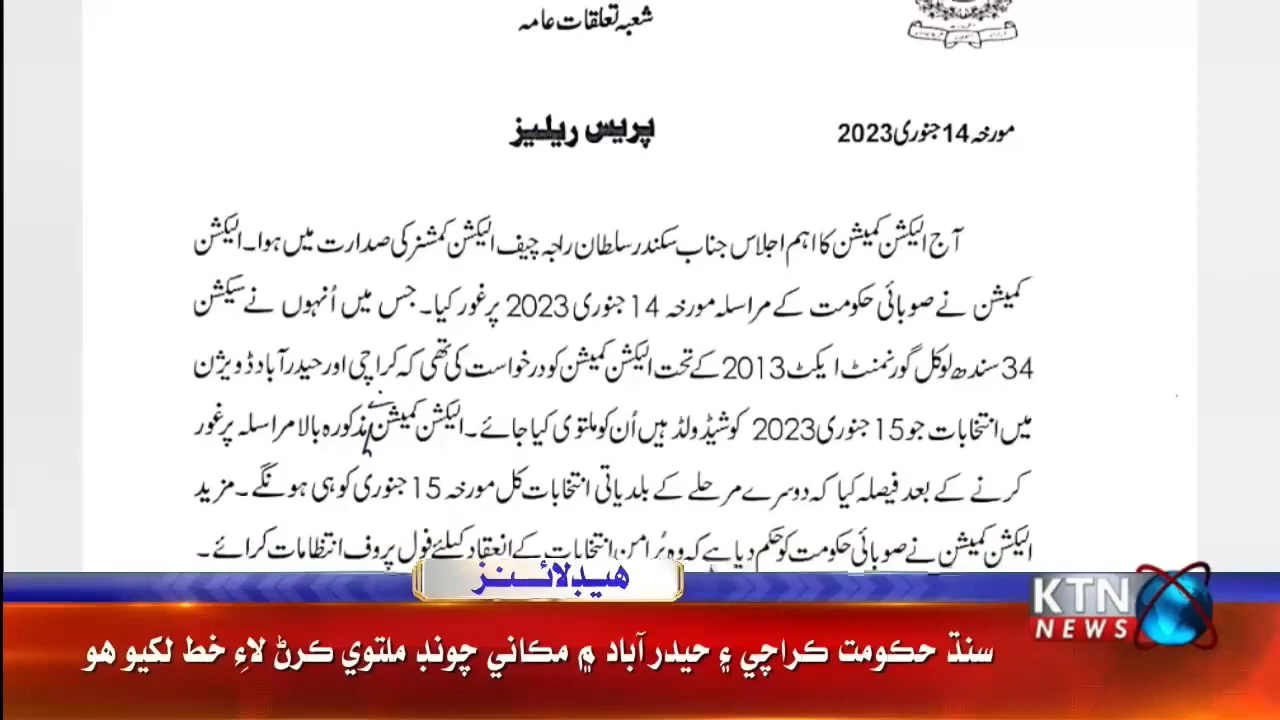 شعبہ تعلقات عامہ
پریس ریلیز
مورخہ 14 جنوری 2023
آج الیکشن کمیشن کا اہم اجلاس جناب سکندر سلطان راجہ چیف الیکشن کمشنر کی صدارت میں ہوا۔ الیکشن
کمیشن نے صوبائی حکومت کے مراسلہ مورخہ 14 جنوری 2023 پر غور کیا۔ جس میں اُنہوں نے سیکشن
34 سندھ لوکل گورنمنٹ ایکٹ 2013 کے تحت الیکشن کمیشن کو درخواست کی تھی کہ کراچی اور حیدر آباد ڈویژن
میں انتخابات جو 15 جنوری 2023 کو شیڈولڈ ہیں اُن کو ملتوی کیا جائے۔ الیکشن کمیشن نے مذکورہ بالا مراسلہ پر غور
کرنے کے بعد فیصلہ کیا کہ دوسرے مرحلے کے بلدیاتی انتخابات کل مورخہ 15 جنوری کو ہی ہونگے۔ مزید
الیکشن کمیشن نے صوبائی حکومت کو حکم دیا ہے کہ وہ پُرامن انتخابات کے انعقاد کیلئے فول پروف انتظامات کرائے۔
هيڊلائنز
KTN
NEWS
سنڌ حڪومت ڪراچي ۽ حيدرآباد ۾ مڪاني چونڊ ملتوي ڪرڻ لاءِ خط لکيو هو